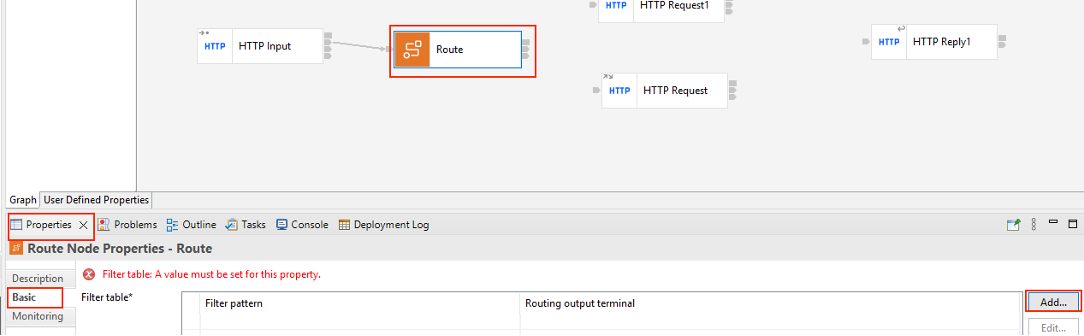 HTTP HTTP Request1
HTTP HTTP Input
Route
HTTP HTTP Reply1
HTTP HTTP Request
Graph User Defined Properties
Properties Problems Outline Tasks Console Deployment Log
Route Node Properties - Route
Description
Filter table: A value must be set for this property.
Basic
Filter table*
Filter pattern
Routing output terminal
Add...
Monitoring
Edit...